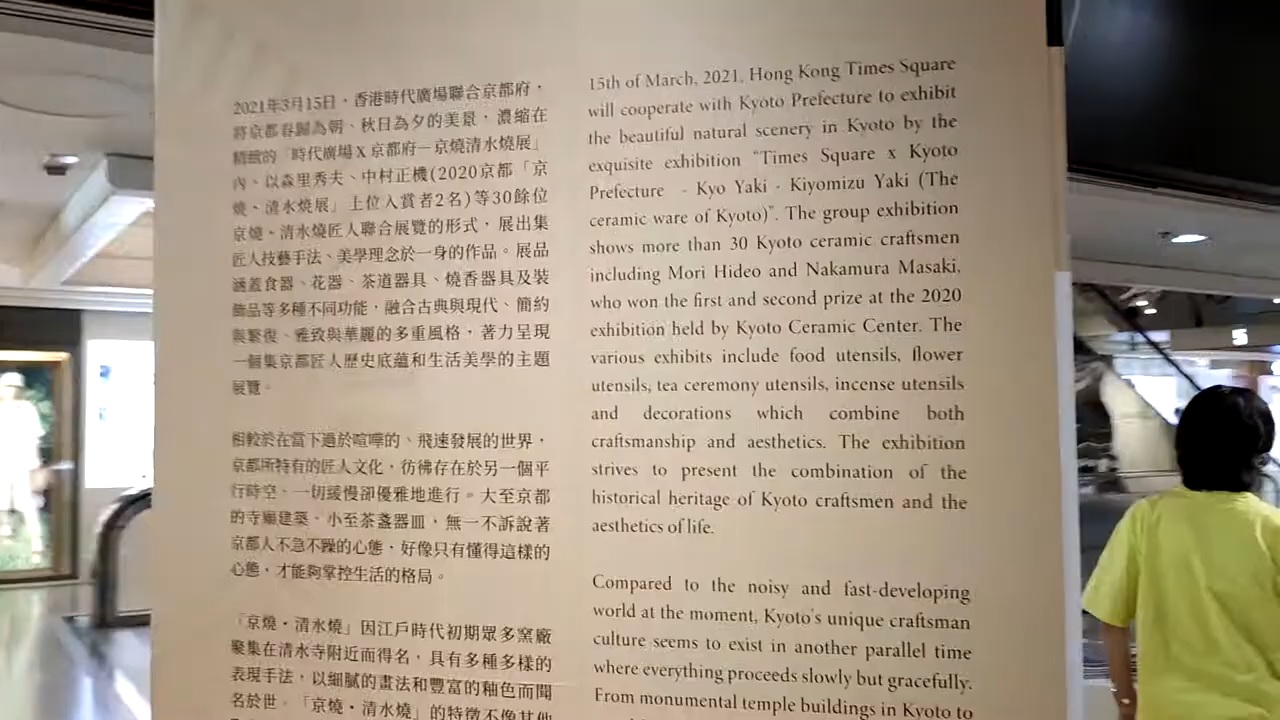 2021年3月15日，香港時代廣場聯合京都府，
將京都春歸為朝、秋日為夕的美景，濃縮在
精緻的「時代廣場 X 京都府－京燒清水燒展」
內、以森里秀夫、中村正機(2020京都「京
燒、清水燒展」上位入賞者2名)等30餘位
京燒、清水燒匠人聯合展覽的形式，展出集
匠人技藝手法、美學理念於一身的作品。展品
涵蓋食器、花器、茶道器具、燒香器具及裝
飾品等多種不同功能，融合古典與現代、簡約
與繁復、雅致與華麗的多重風格，著力呈現
一個集京都匠人歷史底蘊和生活美學的主題
展覽。
相較於在當下過於喧嘩的、飛速發展的世界，
京都所特有的匠人文化，彷彿存在於另一個平
行時空，一切緩慢卻優雅地進行。大至京都
的寺廟建築，小至茶盞器皿，無一不訴說著
京都人不急不躁的心態，好像只有懂得這樣的
心態，才能夠掌控生活的格局。
「京燒・清水燒」因江戶時代初期眾多窯廠
聚集在清水寺附近而得名，具有多種多樣的
表現手法，以細膩的畫法和豐富的釉色而聞
名於世。「京燒・清水燒」的特徵不像其他
15th of March, 2021, Hong Kong Times Square
will cooperate with Kyoto Prefecture to exhibit
the beautiful natural scenery in Kyoto by the
exquisite exhibition "Times Square x Kyoto
Prefecture - Kyo Yaki · Kiyomizu Yaki (The
ceramic ware of Kyoto)". The group exhibition
shows more than 30 Kyoto ceramic craftsmen
including Mori Hideo and Nakamura Masaki,
who won the first and second prize at the 2020
exhibition held by Kyoto Ceramic Center. The
various exhibits include food utensils, flower
utensils, tea ceremony utensils, incense utensils
and decorations which combine both
craftsmanship and aesthetics. The exhibition
strives to present the combination of the
historical heritage of Kyoto craftsmen and the
aesthetics of life.
Compared to the noisy and fast-developing
world at the moment, Kyoto's unique craftsman
culture seems to exist in another parallel time
where everything proceeds slowly but gracefully.
From monumental temple buildings in Kyoto to
5